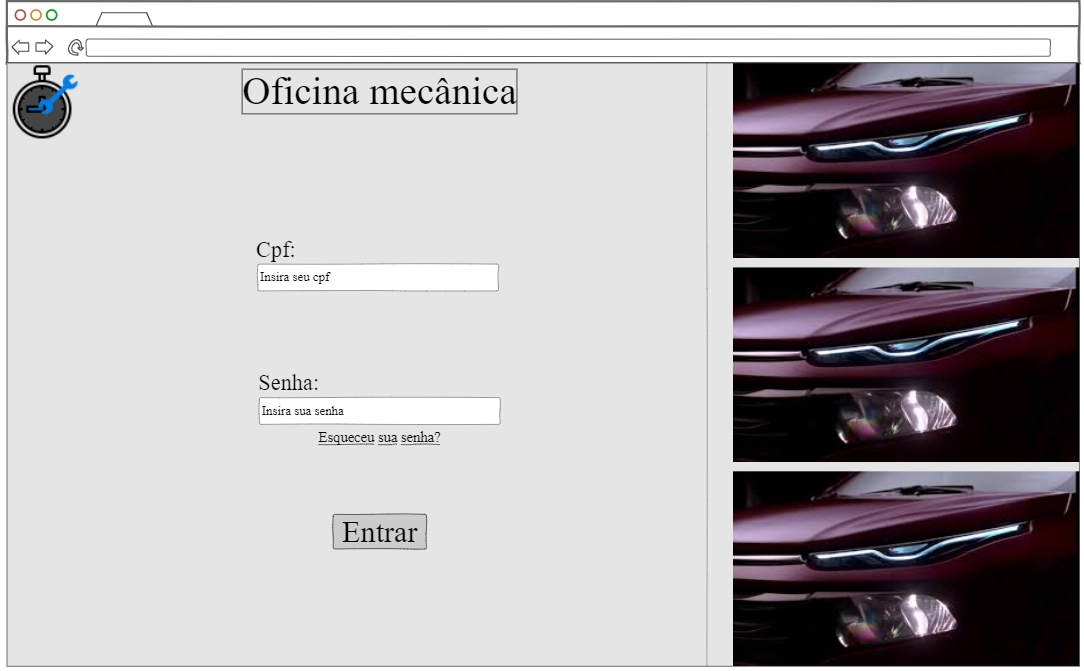 Oficina mecânica
Cpf:
Insira seu cpf
Senha:
Insira sua senha
Esqueceu sua senha?
Entrar